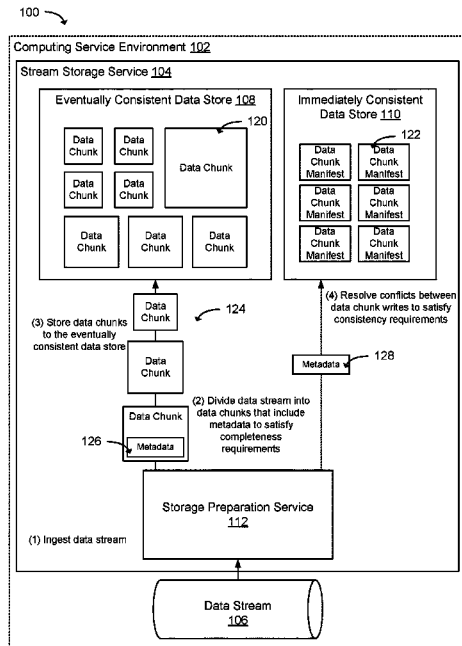 100
Computing Service Environment 102
Stream Storage Service 104
Eventually Consistent Data Store 108
120
Data
Chunk
Data
Chunk
Data Chunk
Data
Chunk
Data
Chunk
Data
Chunk
Data
Chunk
Data
Chunk
Immediately Consistent
Data Store 110
122
Data
Chunk
Manifest
Data
Chunk
Manifest
Data
Chunk
Manifest
Data
Chunk
Manifest
Data
Chunk
Manifest
Data
Chunk
Manifest
(3) Store data chunks
to the eventually
consistent data store
Data
Chunk
124
Data
Chunk
(4) Resolve conflicts between
data chunk writes to satisfy
consistency requirements
Metadata
128
126
Data Chunk
Metadata
(2) Divide data stream into
data chunks that include
metadata to satisfy
completeness
requirements
Storage Preparation Service
112
(1) Ingest data stream
Data Stream
106